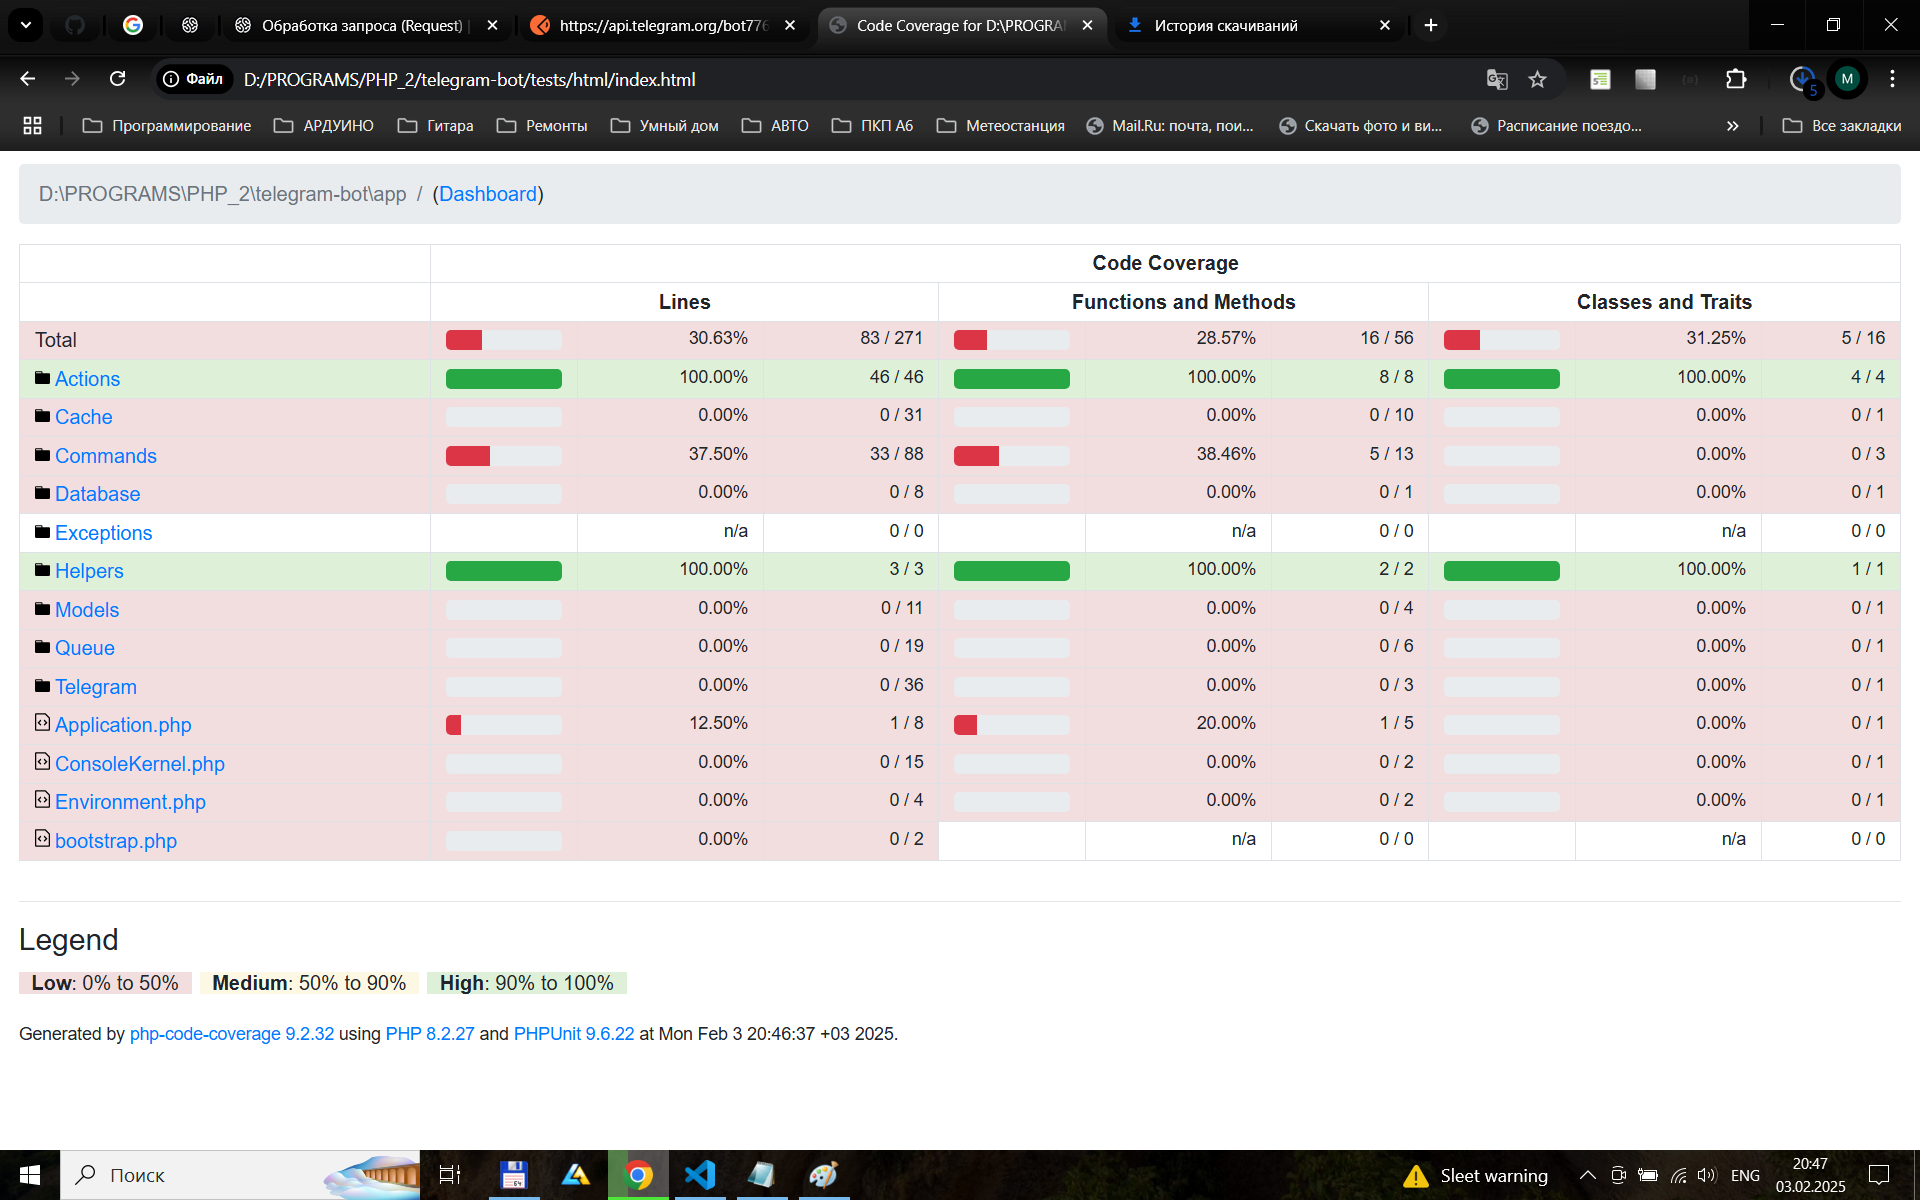 Обработка запроса (Request) |
https://api.telegram.org/bot776
Code Coverage for D:\PROGRA
История скачиваний
Файл
D:/PROGRAMS/PHP_2/telegram-bot/tests/html/index.html
5
M
Программирование
АРДУИНО
Гитара
Ремонты
Умный дом
АВТО
ПКП А6
Метеостанция
Mail.Ru: почта, пои...
Скачать фото и ви...
Расписание поездо...
»
Все закладки
D:\PROGRAMS\PHP_2\telegram-bot\app / (Dashboard)
Code Coverage
Lines Functions and Methods Classes and Traits
Total 30.63% 83 / 271 28.57% 16 / 56 31.25% 5 / 16
Actions 100.00% 46 / 46 100.00% 8 / 8 100.00% 4 / 4
Cache 0.00% 0 / 31 0.00% 0 / 10 0.00% 0 / 1
Commands 37.50% 33 / 88 38.46% 5 / 13 0.00% 0 / 3
Database 0.00% 0 / 8 0.00% 0 / 1 0.00% 0 / 1
Exceptions n/a 0 / 0 n/a 0 / 0 n/a 0 / 0
Helpers 100.00% 3 / 3 100.00% 2 / 2 100.00% 1 / 1
Models 0.00% 0 / 11 0.00% 0 / 4 0.00% 0 / 1
Queue 0.00% 0 / 19 0.00% 0 / 6 0.00% 0 / 1
Telegram 0.00% 0 / 36 0.00% 0 / 3 0.00% 0 / 1
Application.php 12.50% 1 / 8 20.00% 1 / 5 0.00% 0 / 1
ConsoleKernel.php 0.00% 0 / 15 0.00% 0 / 2 0.00% 0 / 1
Environment.php 0.00% 0 / 4 0.00% 0 / 2 0.00% 0 / 1
bootstrap.php 0.00% 0 / 2 n/a 0 / 0 n/a 0 / 0
Legend
Low: 0% to 50% Medium: 50% to 90% High: 90% to 100%
Generated by php-code-coverage 9.2.32 using PHP 8.2.27 and PHPUnit 9.6.22 at Mon Feb 3 20:46:37 +03 2025.
Поиск
64
Sleet warning
ENG
20:47
03.02.2025